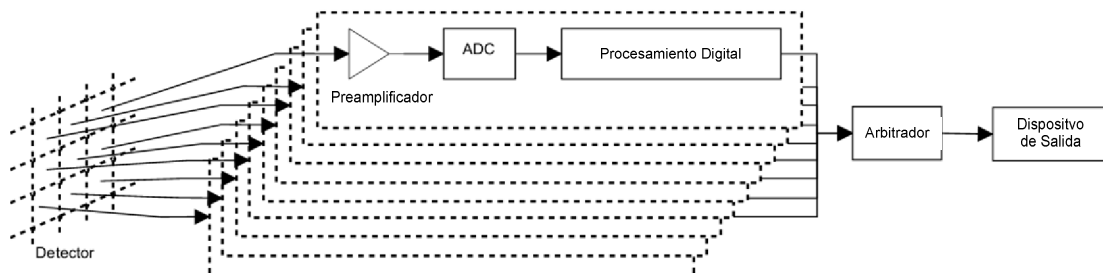 ADC
Procesamiento Digital
Preamplificador
Arbitrador
Dispositvo
de Salida
Detector